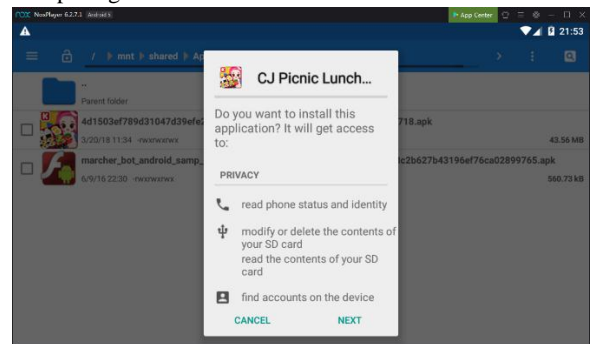 NOX NoxPlayer 6.2.7.1 Android 5
App Center
21:53
/ mnt shared Ap
CJ Picnic Lunch...
..
Parent folder
Do you want to install this
application? It will get access
to:
4d1503ef789d31047d39efe2
718.apk
3/20/18 11:34 -rwxrwxrwx
43.56 MB
marcher_bot_android_samp_
c2b627b43196ef76ca02899765.apk
6/9/16 22:30 -rwxrwxrwx
560.73 kB
PRIVACY
read phone status and identity
modify or delete the contents of
your SD card
read the contents of your SD
card
find accounts on the device
CANCEL
NEXT